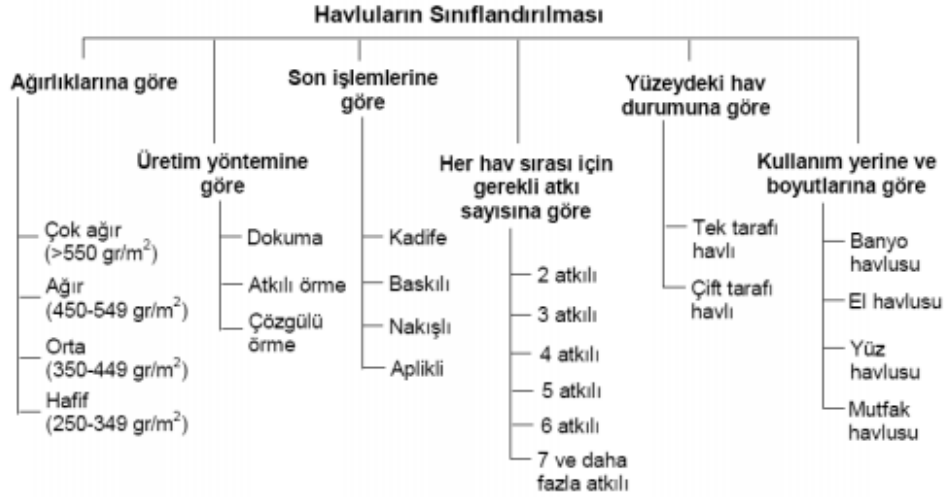 Havluların Sınıflandırılması
Ağırlıklarına göre
Çok ağır
(>550 gr/m²)
Ağır
(450-549 gr/m²)
Orta
(350-449 gr/m²)
Hafif
(250-349 gr/m²)
Üretim yöntemine
göre
Dokuma
Atkılı örme
Çözgülü
örme
Son işlemlerine
göre
Kadife
Baskılı
Nakışlı
Aplikli
Her hav sırası için
gerekli atkı
sayısına göre
2 atkılı
3 atkılı
4 atkılı
5 atkılı
6 atkılı
7 ve daha
fazla atkılı
Yüzeydeki hav
durumuna göre
Tek tarafı
havlı
Çift tarafı
havlı
Kullanım yerine ve
boyutlarına göre
Banyo
havlusu
El havlusu
Yüz
havlusu
Mutfak
havlusu